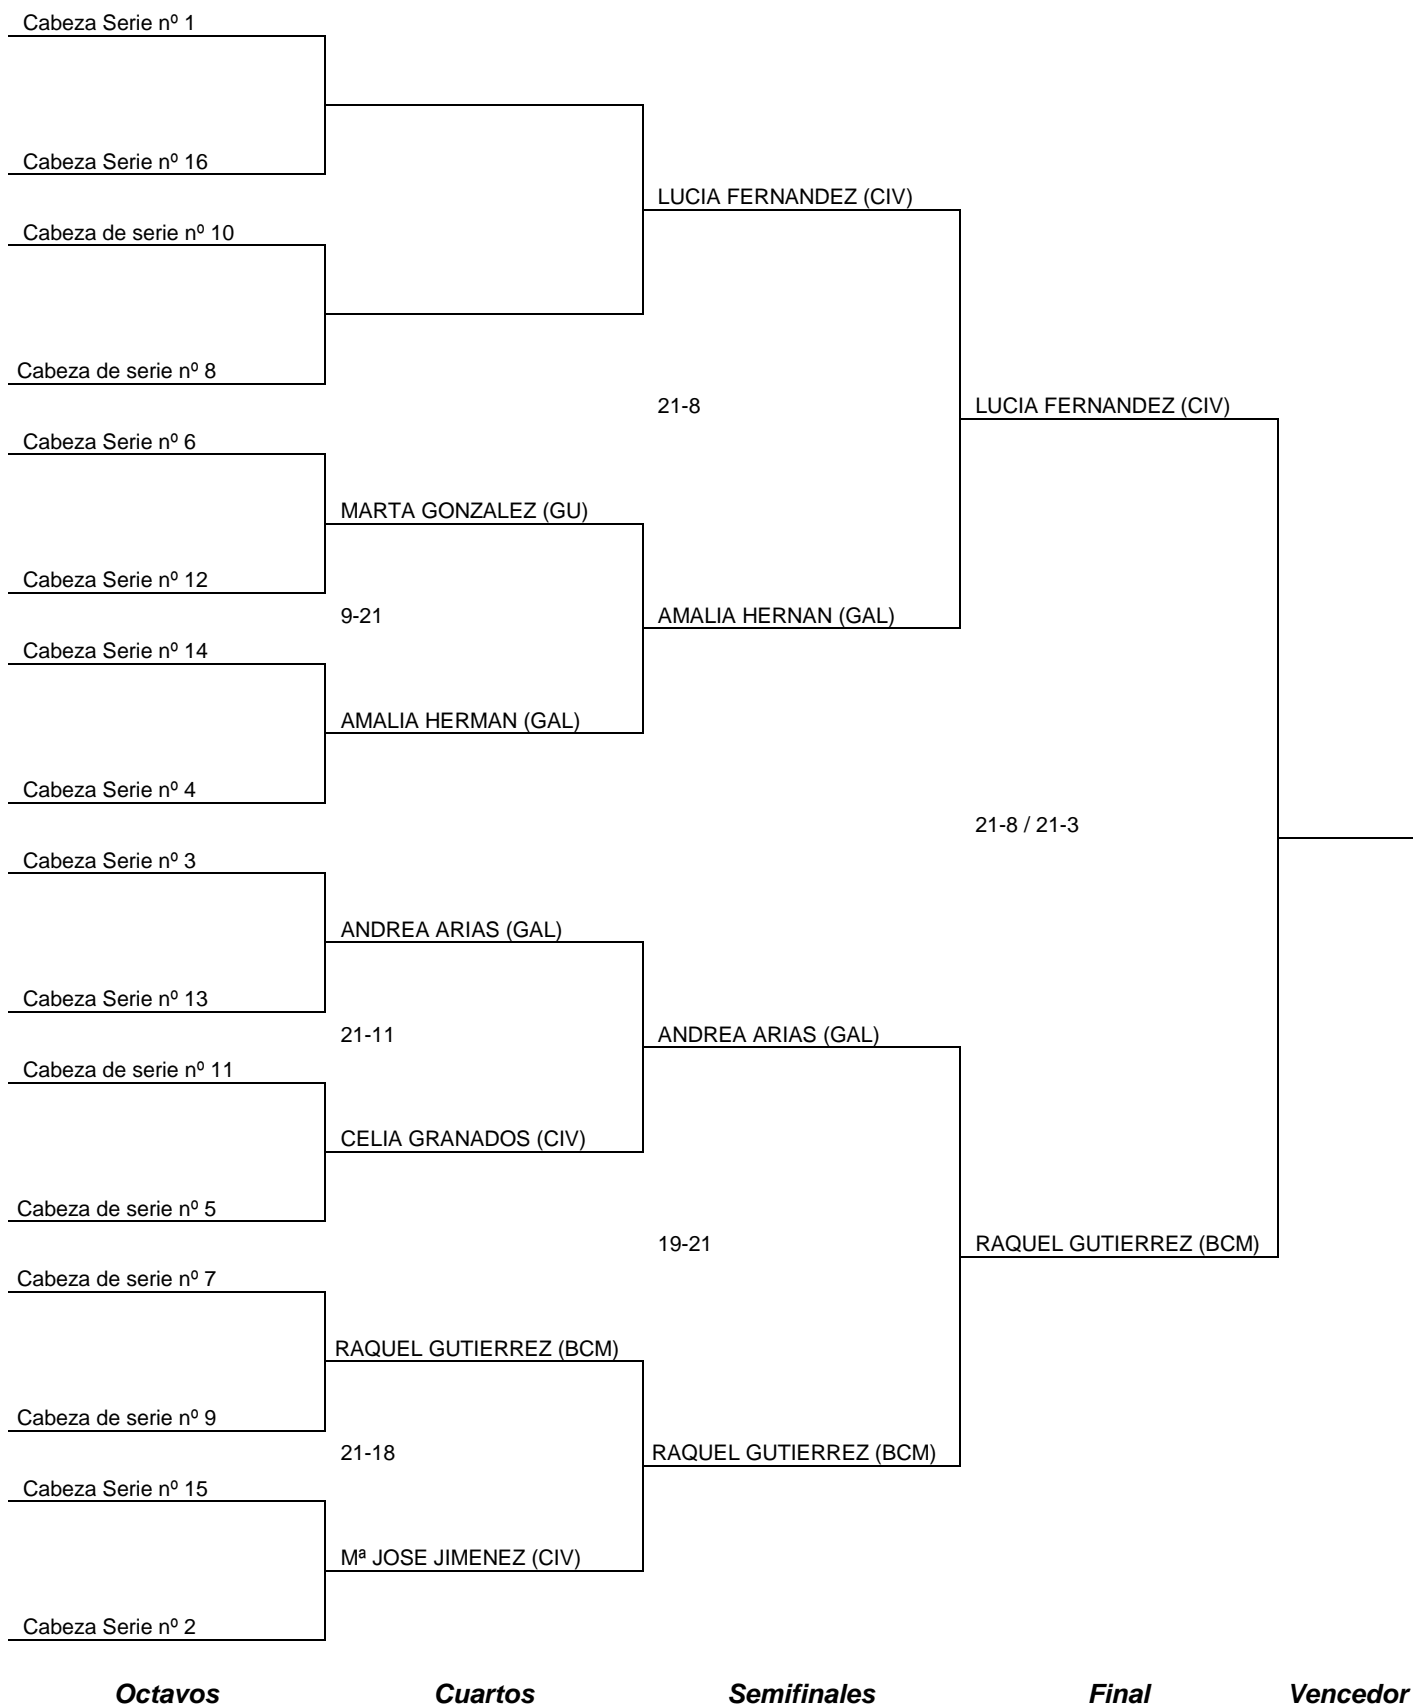 Cabeza Serie nº 1
Cabeza Serie nº 16
LUCIA FERNANDEZ (CIV)
Cabeza de serie nº 10
Cabeza de serie nº 8
21-8
LUCIA FERNANDEZ (CIV)
Cabeza Serie nº 6
MARTA GONZALEZ (GU)
Cabeza Serie nº 12
9-21
AMALIA HERNAN (GAL)
Cabeza Serie nº 14
AMALIA HERMAN (GAL)
Cabeza Serie nº 4
21-8 / 21-3
Cabeza Serie nº 3
ANDREA ARIAS (GAL)
Cabeza Serie nº 13
21-11
ANDREA ARIAS (GAL)
Cabeza de serie nº 11
CELIA GRANADOS (CIV)
Cabeza de serie nº 5
19-21
RAQUEL GUTIERREZ (BCM)
Cabeza de serie nº 7
RAQUEL GUTIERREZ (BCM)
Cabeza de serie nº 9
21-18
RAQUEL GUTIERREZ (BCM)
Cabeza Serie nº 15
Mª JOSE JIMENEZ (CIV)
Cabeza Serie nº 2
Octavos Cuartos Semifinales Final Vencedor